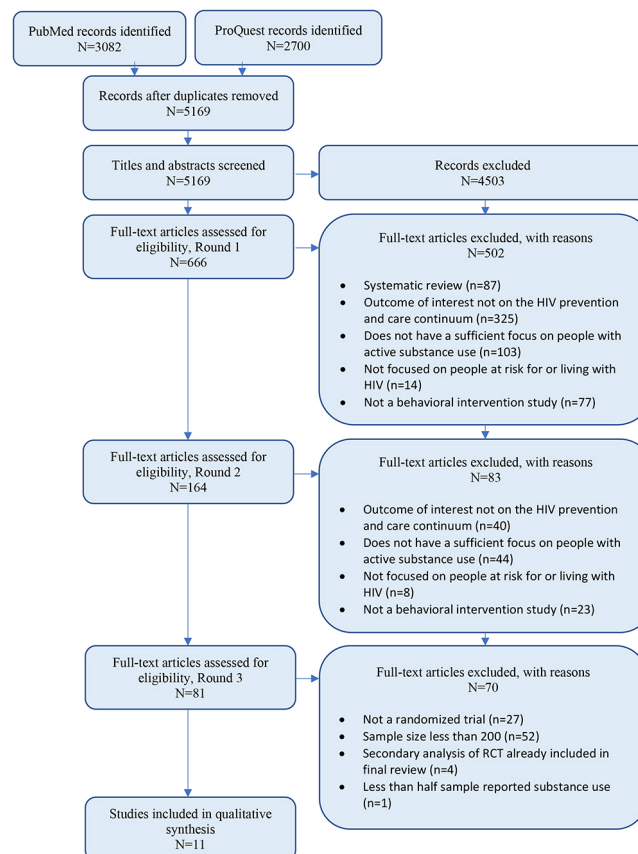 PubMed records identified
N=3082
ProQuest records identified
N=2700
Records after duplicates removed
N=5169
Titles and abstracts screened
N=5169
Records excluded
N=4503
Full-text articles assessed for
eligibility, Round 1
N=666
Full-text articles excluded, with reasons
N=502
• Systematic review (n=87)
• Outcome of interest not on the HIV prevention
and care continuum (n=325)
• Does not have a sufficient focus on people with
active substance use (n=103)
• Not focused on people at risk for or living with
HIV (n=14)
• Not a behavioral intervention study (n=77)
Full-text articles assessed for
eligibility, Round 2
N=164
Full-text articles excluded, with reasons
N=83
• Outcome of interest not on the HIV prevention
and care continuum (n=40)
• Does not have a sufficient focus on people with
active substance use (n=44)
• Not focused on people at risk for or living with
HIV (n=8)
• Not a behavioral intervention study (n=23)
Full-text articles assessed for
eligibility, Round 3
N=81
Full-text articles excluded, with reasons
N=70
• Not a randomized trial (n=27)
• Sample size less than 200 (n=52)
• Secondary analysis of RCT already included in
final review (n=4)
• Less than half sample reported substance use
(n=1)
Studies included in qualitative
synthesis
N=11